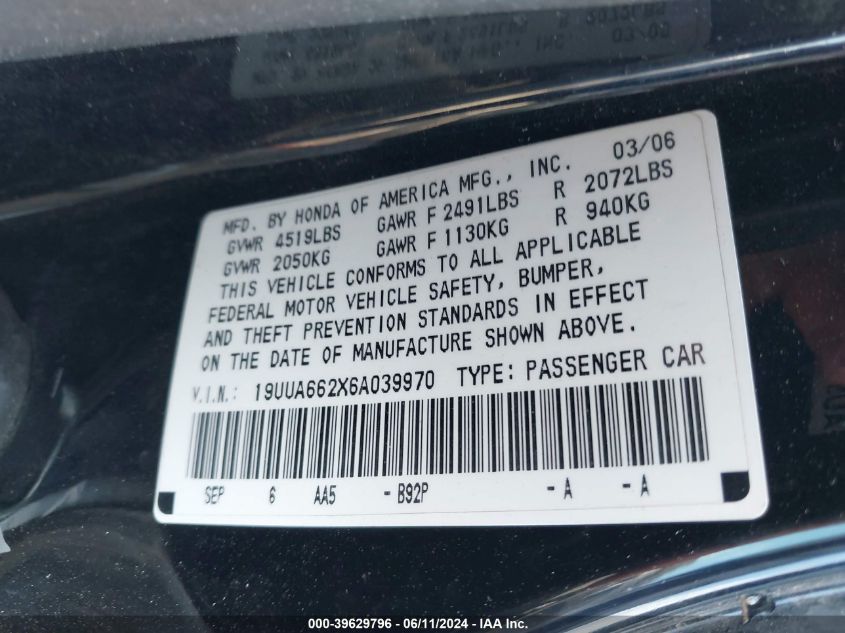 03/06
MFD. BY HONDA OF AMERICA MFG., INC.
GVWR 4519LBS GAWR F 2491LBS R 2072LBS
GVWR 2050KG GAWR F 1130KG R 940KG
THIS VEHICLE CONFORMS TO ALL APPLICABLE
FEDERAL MOTOR VEHICLE SAFETY, BUMPER,
AND THEFT PREVENTION STANDARDS IN EFFECT
ON THE DATE OF MANUFACTURE SHOWN ABOVE.
V.I.N.: 19UUA662X6A039970 TYPE: PASSENGER CAR
SEP 6 AA5 -B92P -A -A
P
000-39629796 - 06/11/2024 - IAA Inc.